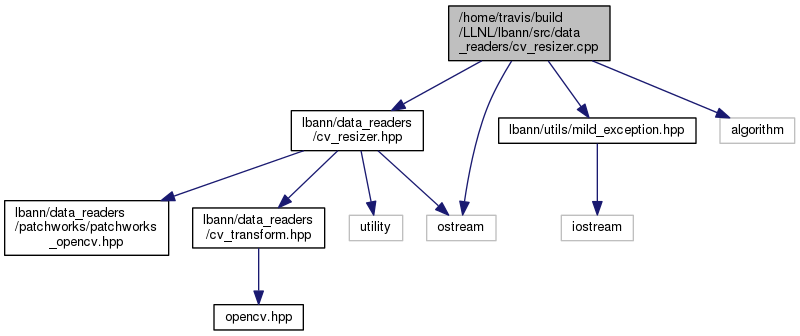 /home/travis/build
/LLNL/lbann/src/data
_readers/cv_resizer.cpp
lbann/data_readers
/cv_resizer.hpp
lbann/utils/mild_exception.hpp
algorithm
lbann/data_readers
/patchworks/patchworks
_opencv.hpp
lbann/data_readers
/cv_transform.hpp
utility
ostream
iostream
opencv.hpp